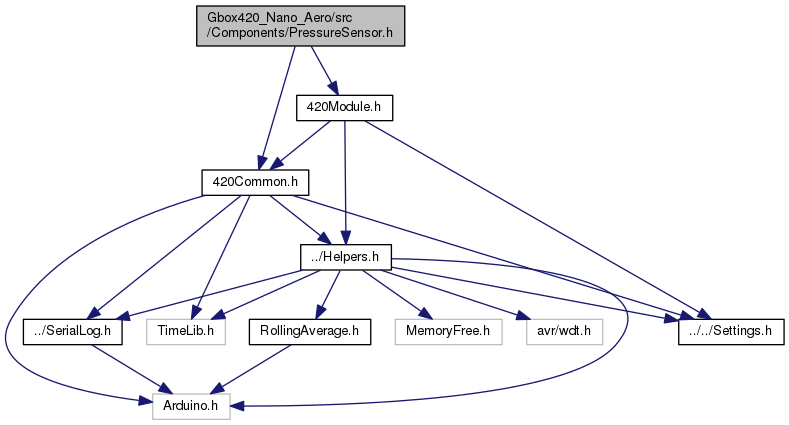 Gbox420_Nano_Aero/src
/Components/PressureSensor.h
420Module.h
420Common.h
../Helpers.h
../SerialLog.h
TimeLib.h
RollingAverage.h
MemoryFree.h
avr/wdt.h
../../Settings.h
Arduino.h